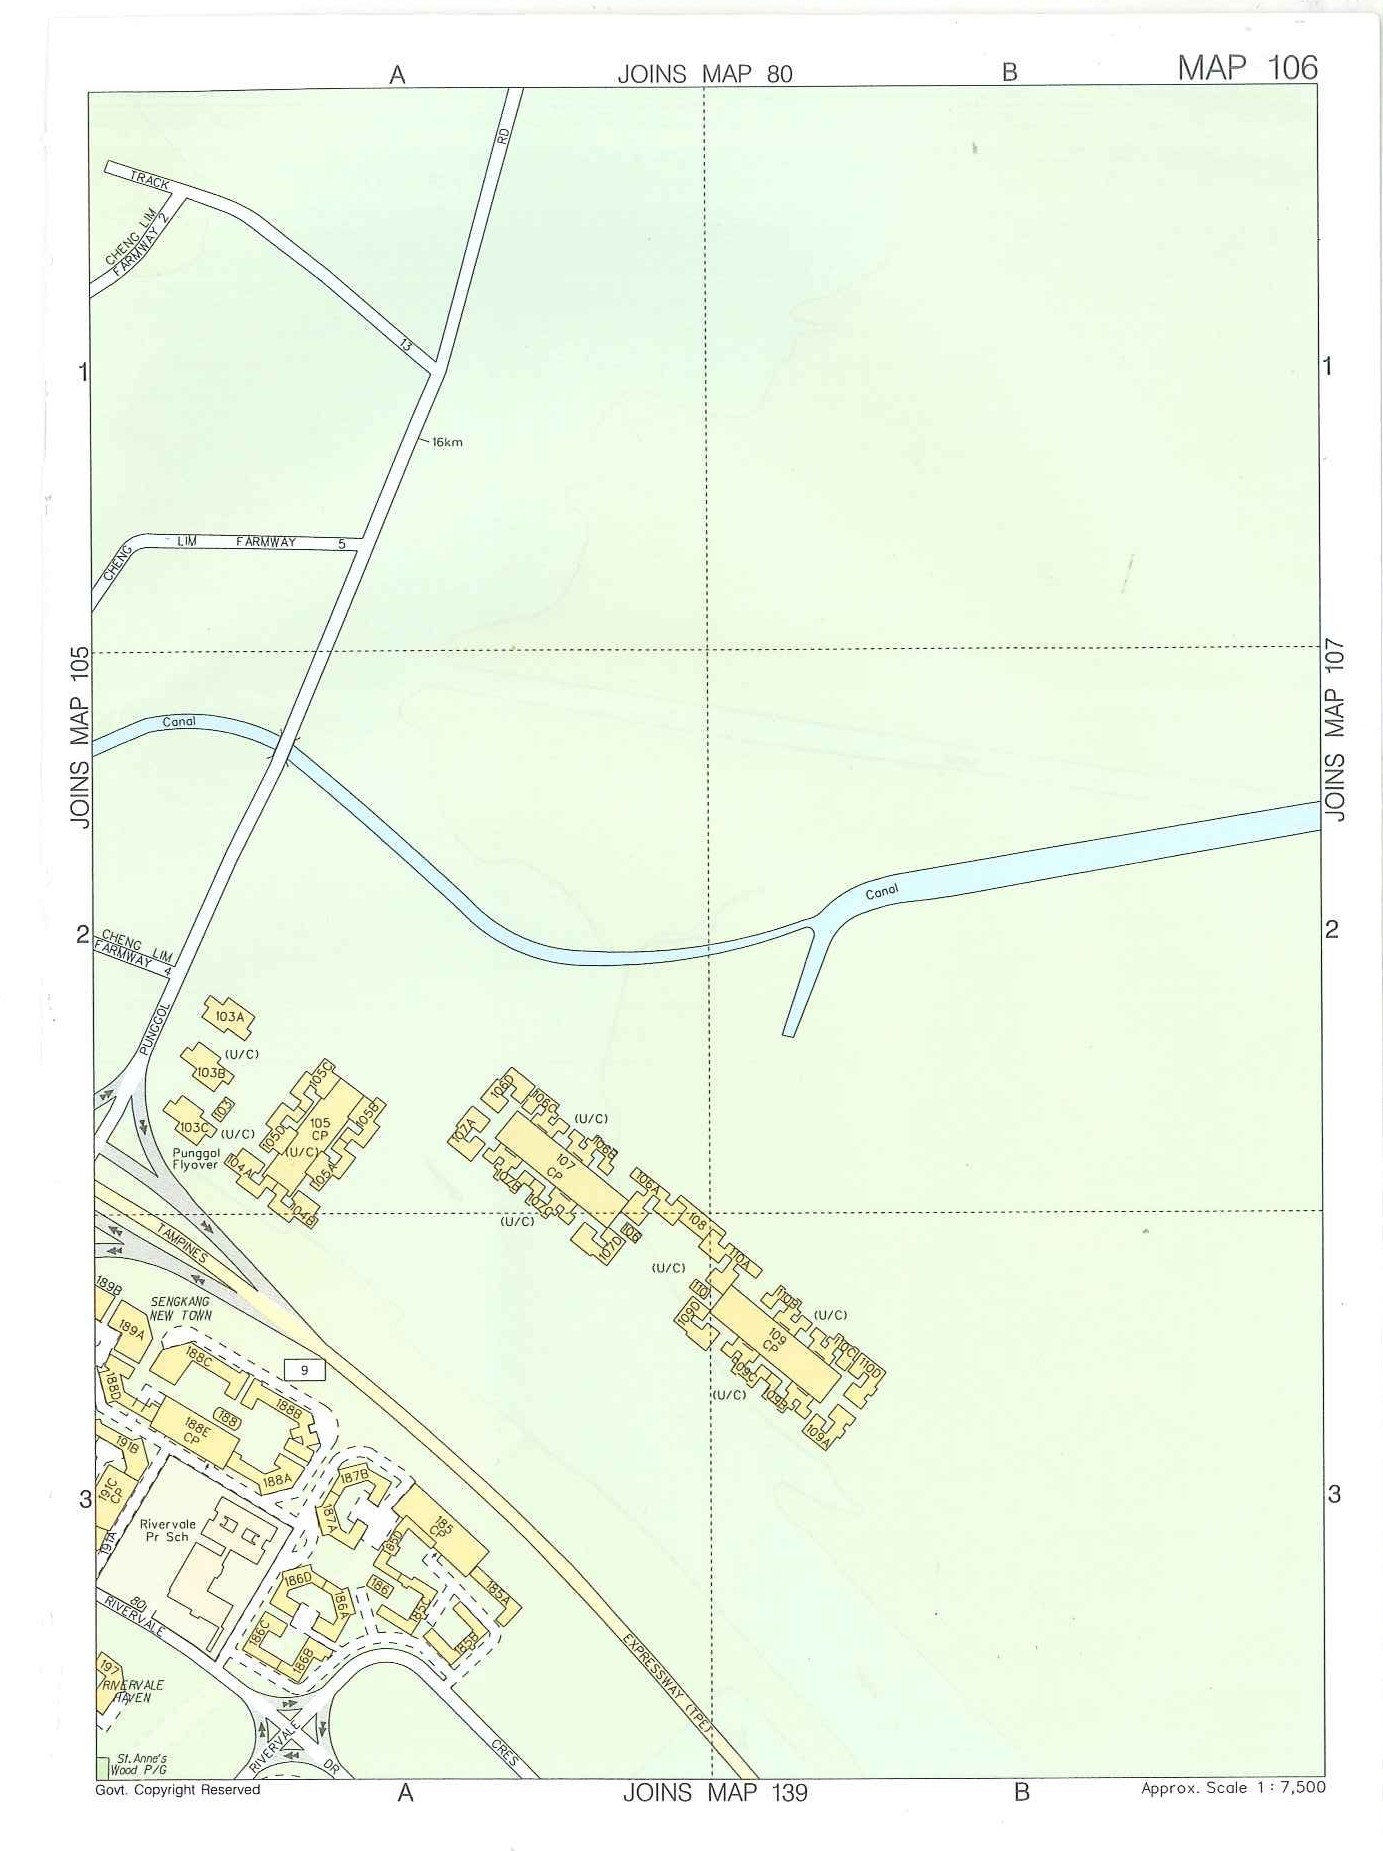 A
JOINS MAP 80
B
MAP 106
RD
TRACK
CHENG LIM
FARMWAY 2
13
1
1
16km
CHENG LIM FARMWAY 5
JOINS MAP 105
JOINS MAP 107
Canal
Canal
2
2
CHENG LIM
FARMWAY 4
PUNGGOL
103A
(U/C)
103B
103
103C
(U/C)
Punggol
Flyover
105C
105B
105
CP
(U/C)
105D
105A
104A
104B
106D
106C
(U/C)
106B
107A
107
CP
107B
107C
(U/C)
106A
106
107D
108
(U/C)
110A
110
109D
110B
(U/C)
109
CP
110C
110D
109C
(U/C)
109B
109A
TAMPINES
189B
SENGKANG
NEW TOWN
189A
188C
9
188D
188B
188
188E
CP
191B
188A
191C
CP
187B
187A
185
CP
185D
191A
Rivervale
Pr Sch
3
3
186D
186
185A
186A
185C
186C
185B
186B
801
RIVERVALE
EXPRESSWAY (TPE)
197
RIVERVALE
HAVEN
RIVERVALE
DR
CRES
St. Anne's
Wood P/G
Govt. Copyright Reserved
A
JOINS MAP 139
B
Approx. Scale 1 : 7,500